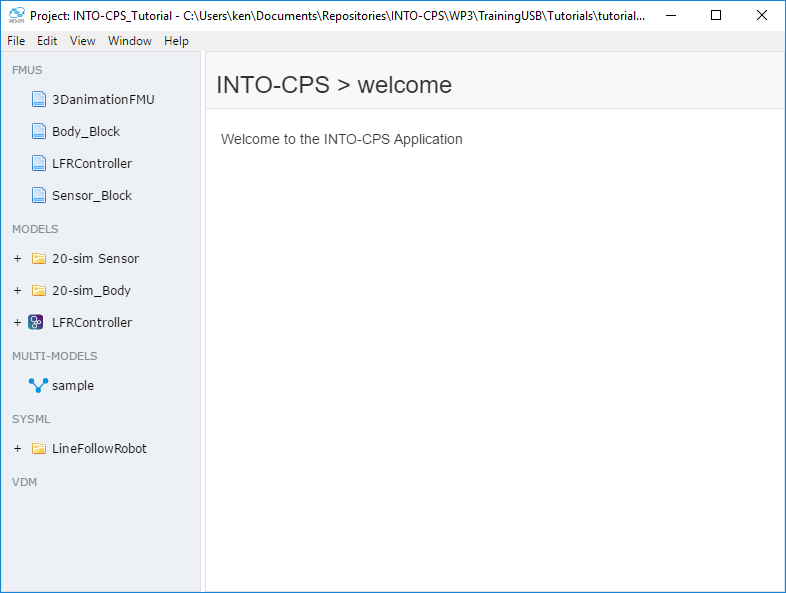 Project: INTO-CPS_Tutorial - C:\Users\ken\Documents\Repositories\INTO-CPS\WP3\TrainingUSB\Tutorials\tutorial...
File Edit View Window Help
FMUS
3DanimationFMU
Body_Block
LFRController
Sensor_Block
MODELS
+ 20-sim Sensor
+ 20-sim_Body
+ LFRController
MULTI-MODELS
sample
SYSML
+ LineFollowRobot
VDM
INTO-CPS > welcome
Welcome to the INTO-CPS Application